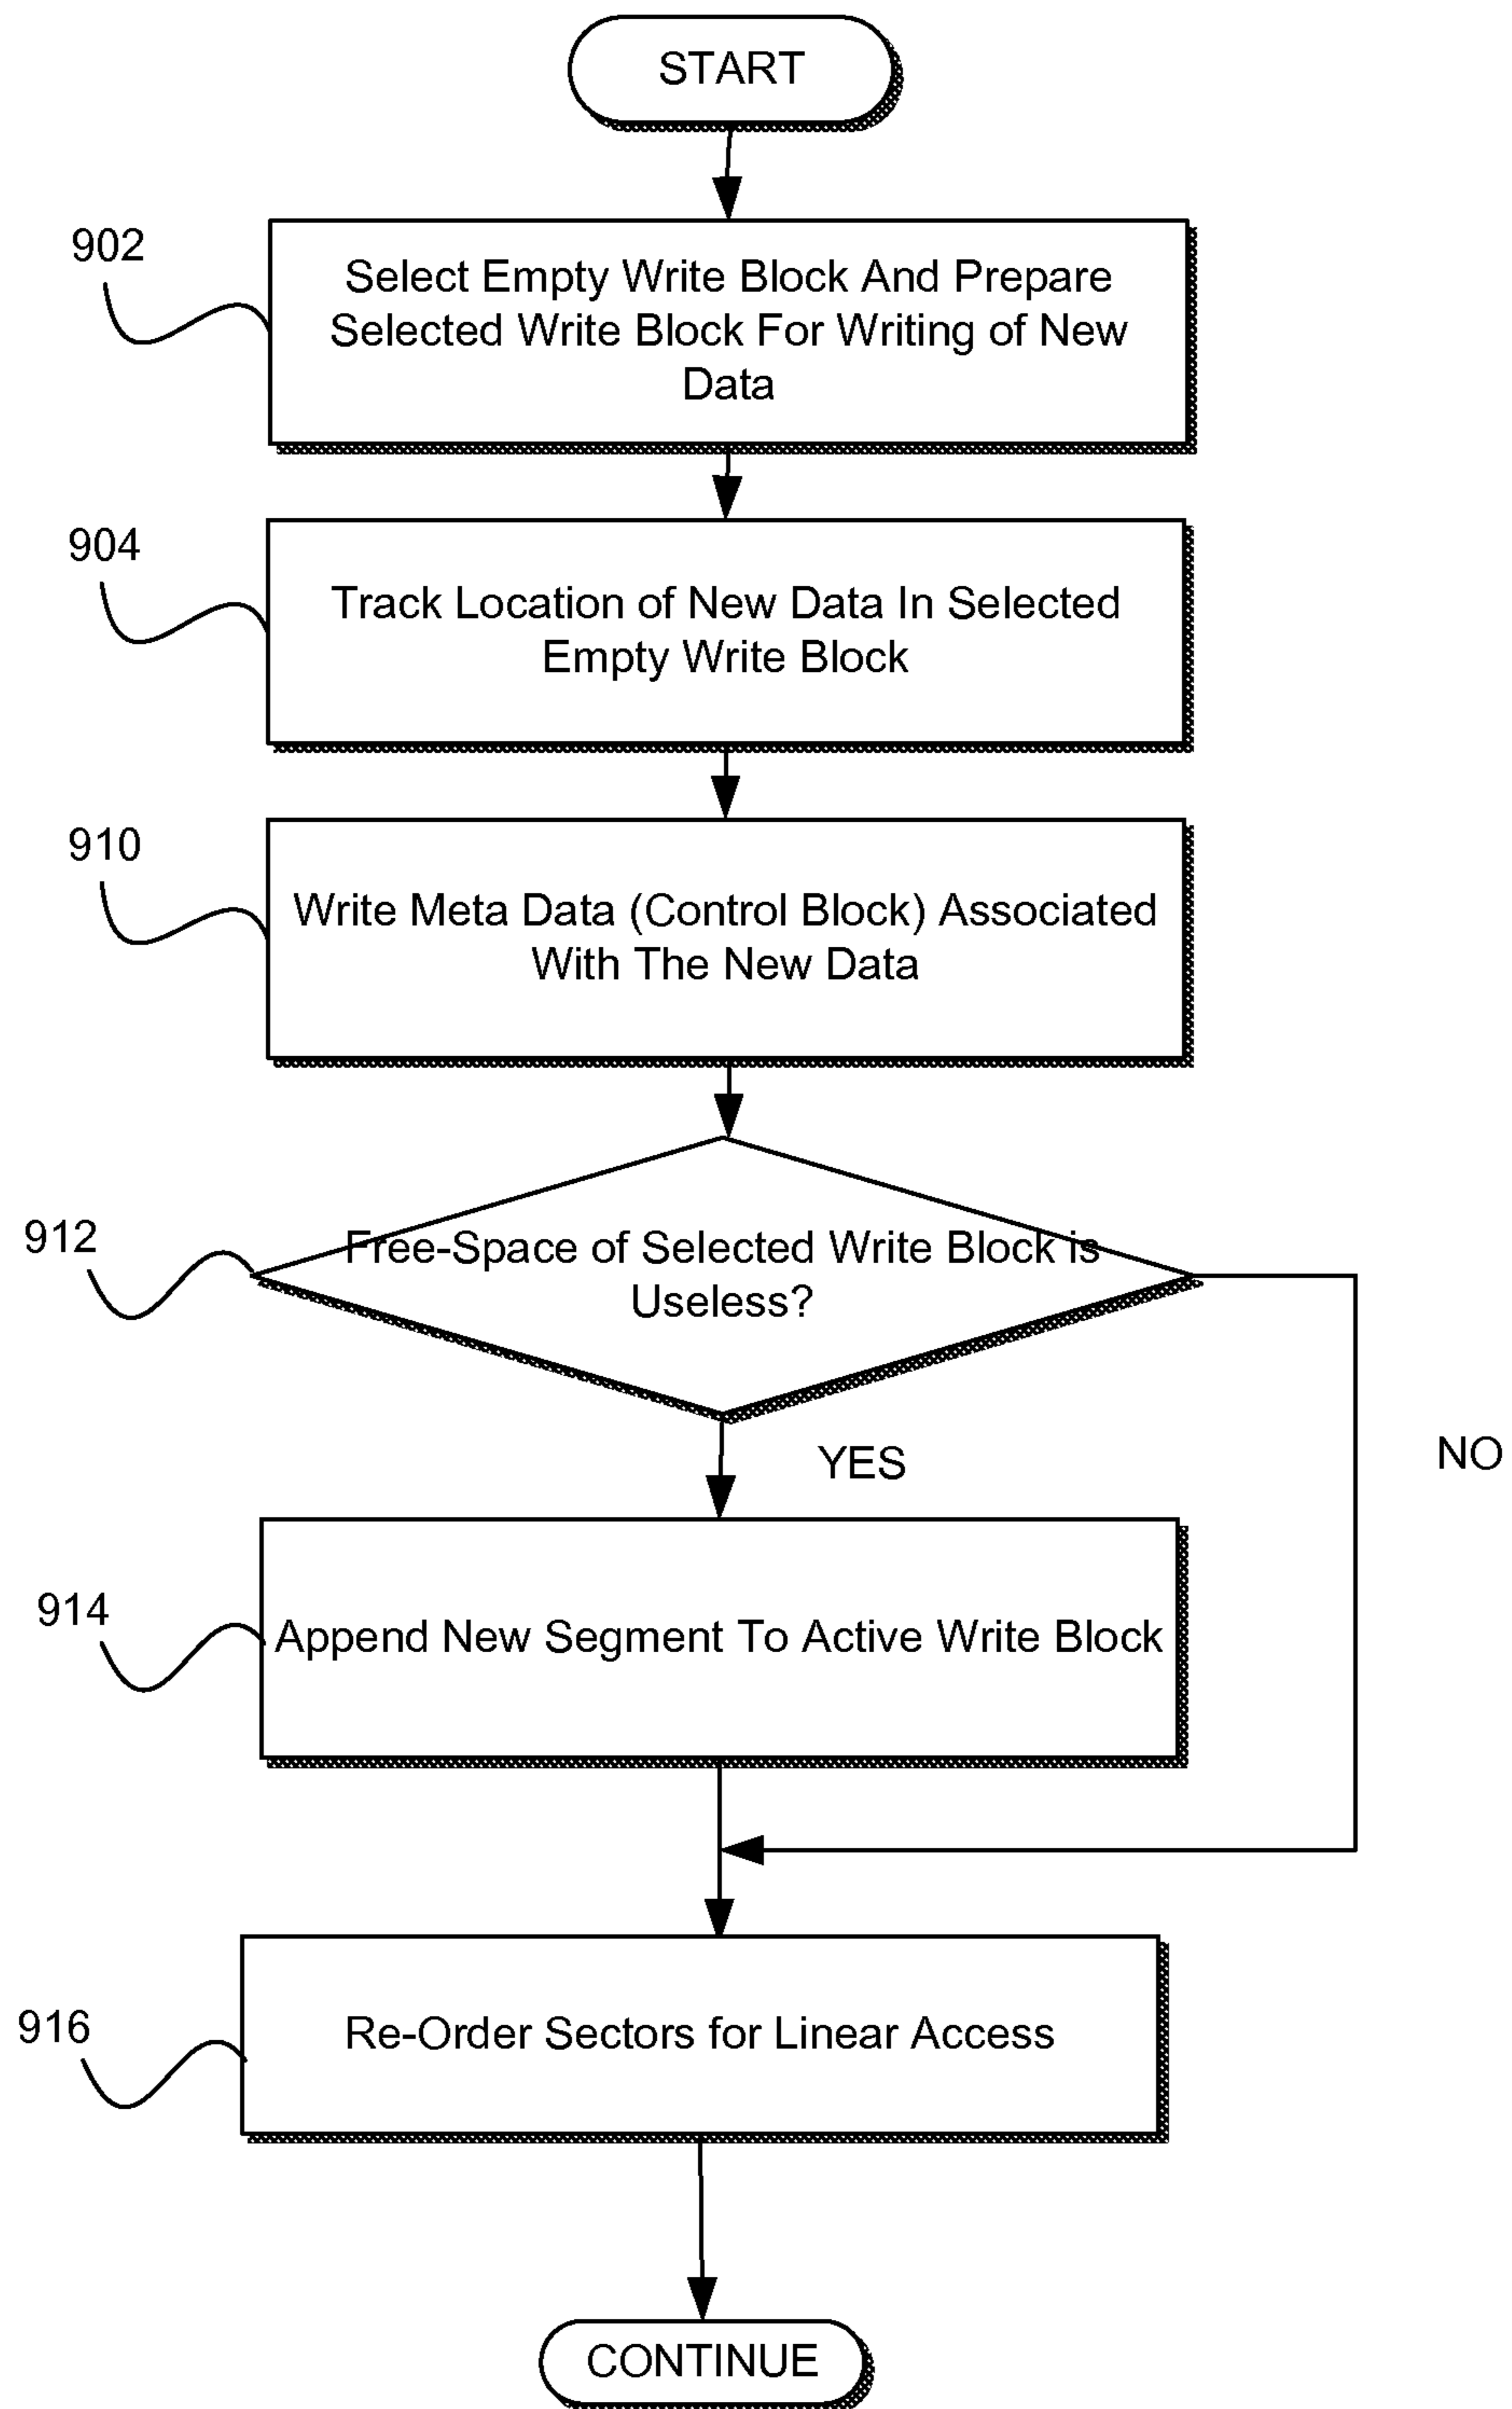 START
902
Select Empty Write Block And Prepare
Selected Write Block For Writing of New
Data
904
Track Location of New Data In Selected
Empty Write Block
910
Write Meta Data (Control Block) Associated
With The New Data
912
Free-Space of Selected Write Block is
Useless?
YES
NO
914
Append New Segment To Active Write Block
916
Re-Order Sectors for Linear Access
CONTINUE